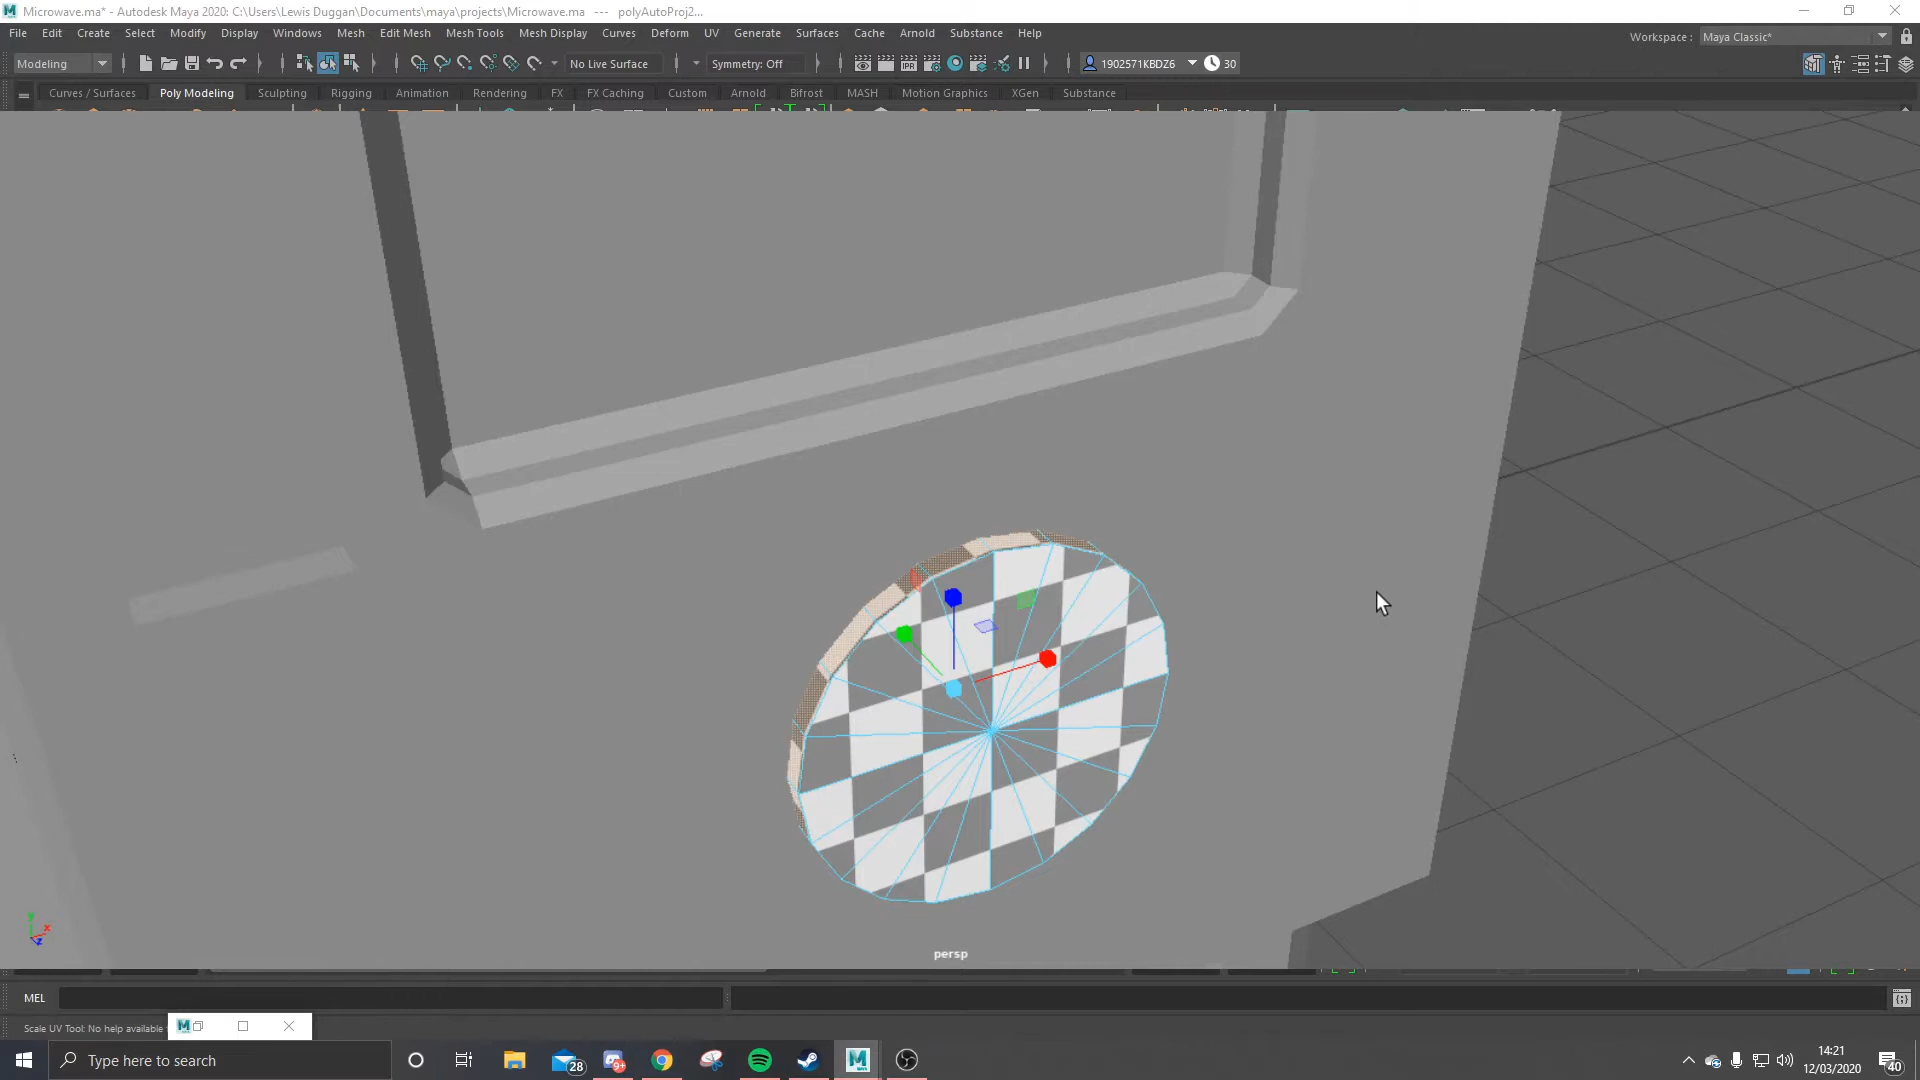 Microwave.ma* - Autodesk Maya 2020: C:\Users\Lewis Duggan\Documents\maya\projects\Microwave.ma --- polyAutoProj2...
File Edit Create Select Modify Display Windows Mesh Edit Mesh Mesh Tools Mesh Display Curves Deform UV Generate Surfaces Cache Arnold Substance Help Workspace : Maya Classic*
Modeling No Live Surface Symmetry: Off 1902571KBDZ6 30
Curves / Surfaces Poly Modeling Sculpting Rigging Animation Rendering FX FX Caching Custom Arnold Bifrost MASH Motion Graphics XGen Substance
persp
MEL
Scale UV Tool: No help available
Type here to search 28 9+ 14:21
12/03/2020 40